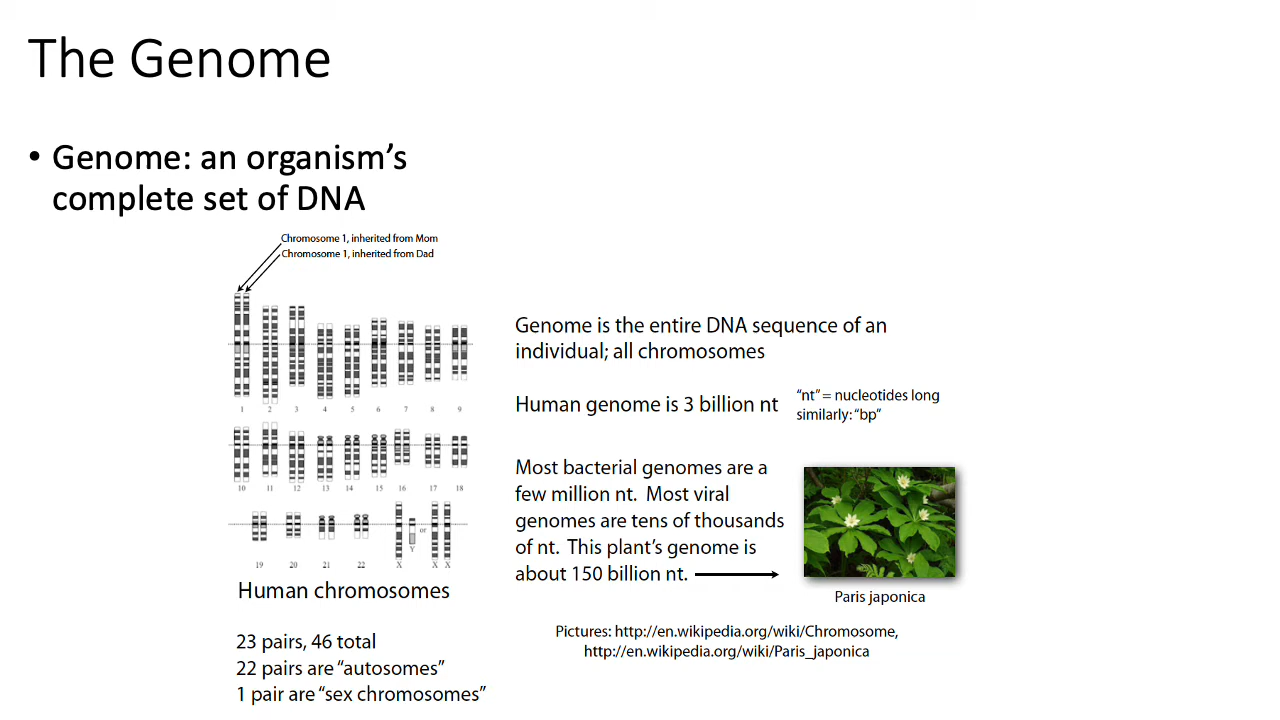 The Genome
• Genome: an organism’s
complete set of DNA
Chromosome 1, inherited from Mom
Chromosome 1, inherited from Dad
1 2 3 4 5 6 7 8 9
10 11 12 13 14 15 16 17 18
or
Y
19 20 21 22 X X X
Human chromosomes
23 pairs, 46 total
22 pairs are “autosomes”
1 pair are “sex chromosomes”
Genome is the entire DNA sequence of an
individual; all chromosomes
Human genome is 3 billion nt
“nt” = nucleotides long
similarly: “bp”
Most bacterial genomes are a
few million nt. Most viral
genomes are tens of thousands
of nt. This plant’s genome is
about 150 billion nt.
Paris japonica
Pictures: http://en.wikipedia.org/wiki/Chromosome,
http://en.wikipedia.org/wiki/Paris_japonica